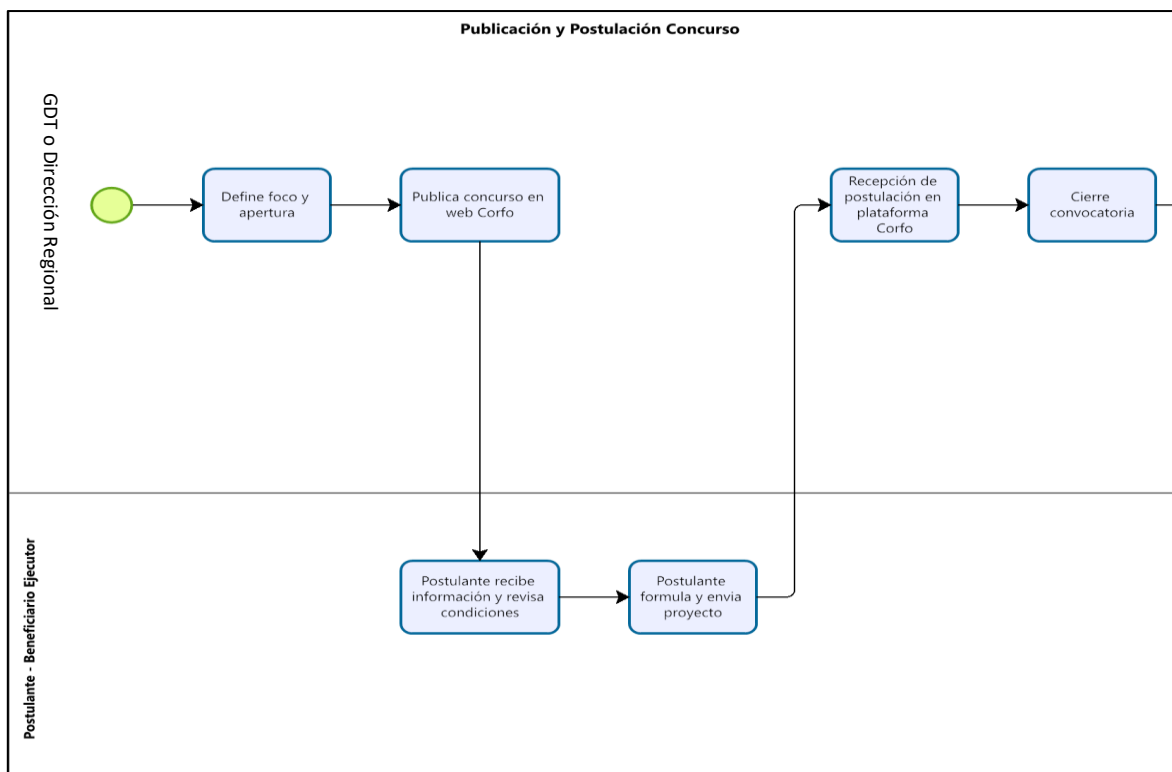 Publicación y Postulación Concurso
GDT o Dirección Regional
Define foco y
apertura
Publica concurso en
web Corfo
Recepción de
postulación en
plataforma
Corfo
Cierre
convocatoria
Postulante - Beneficiario Ejecutor
Postulante recibe
información y revisa
condiciones
Postulante
formula y envia
proyecto